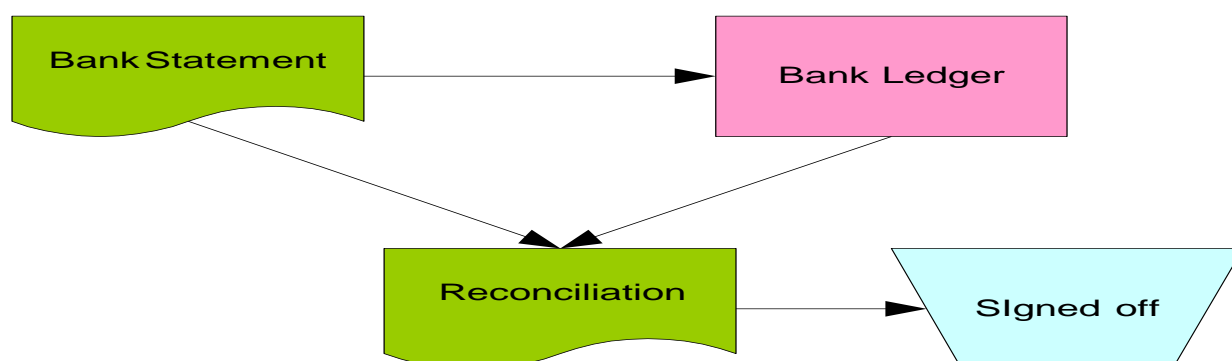 Bank Statement
Bank Ledger
Reconciliation
SIgned off